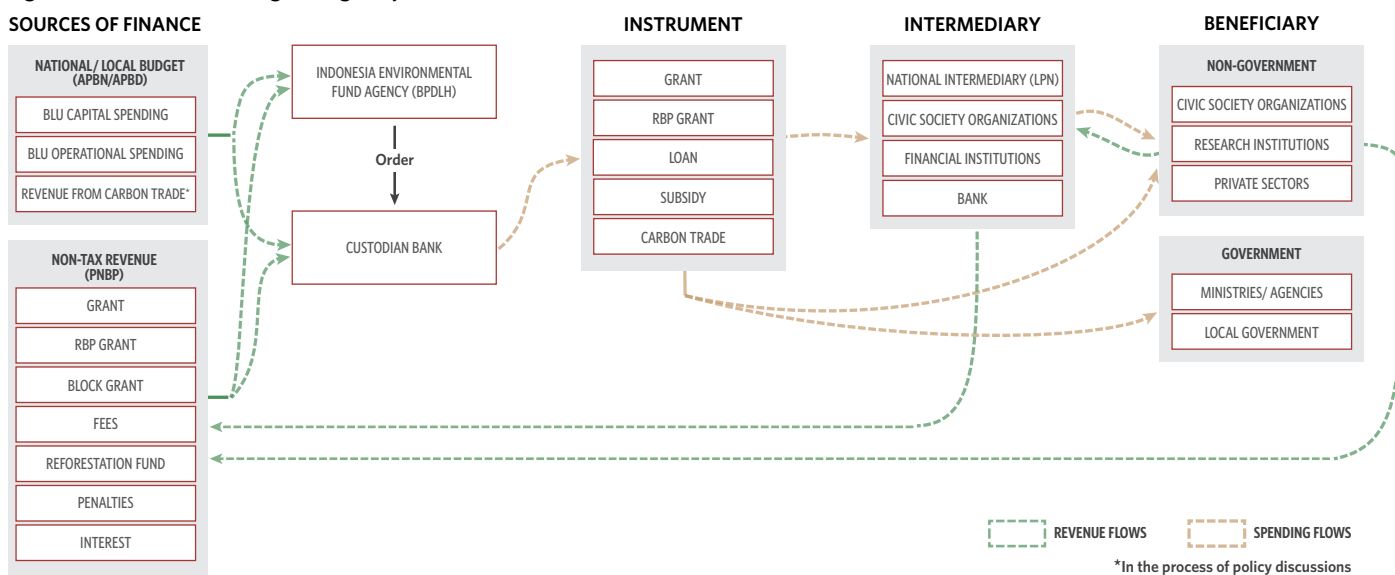 SOURCES OF FINANCE
NATIONAL/ LOCAL BUDGET
(APBN/APBD)
BLU CAPITAL SPENDING
BLU OPERATIONAL SPENDING
REVENUE FROM CARBON TRADE*
NON-TAX REVENUE
(PNBP)
GRANT
RBP GRANT
BLOCK GRANT
FEES
REFORESTATION FUND
PENALTIES
INTEREST
INDONESIA ENVIRONMENTAL
FUND AGENCY (BPDLH)
Order
CUSTODIAN BANK
INSTRUMENT
GRANT
RBP GRANT
LOAN
SUBSIDY
CARBON TRADE
INTERMEDIARY
NATIONAL INTERMEDIARY (LPN)
CIVIC SOCIETY ORGANIZATIONS
FINANCIAL INSTITUTIONS
BANK
BENEFICIARY
NON-GOVERNMENT
CIVIC SOCIETY ORGANIZATIONS
RESEARCH INSTITUTIONS
PRIVATE SECTORS
GOVERNMENT
MINISTRIES/ AGENCIES
LOCAL GOVERNMENT
REVENUE FLOWS
SPENDING FLOWS
*In the process of policy discussions